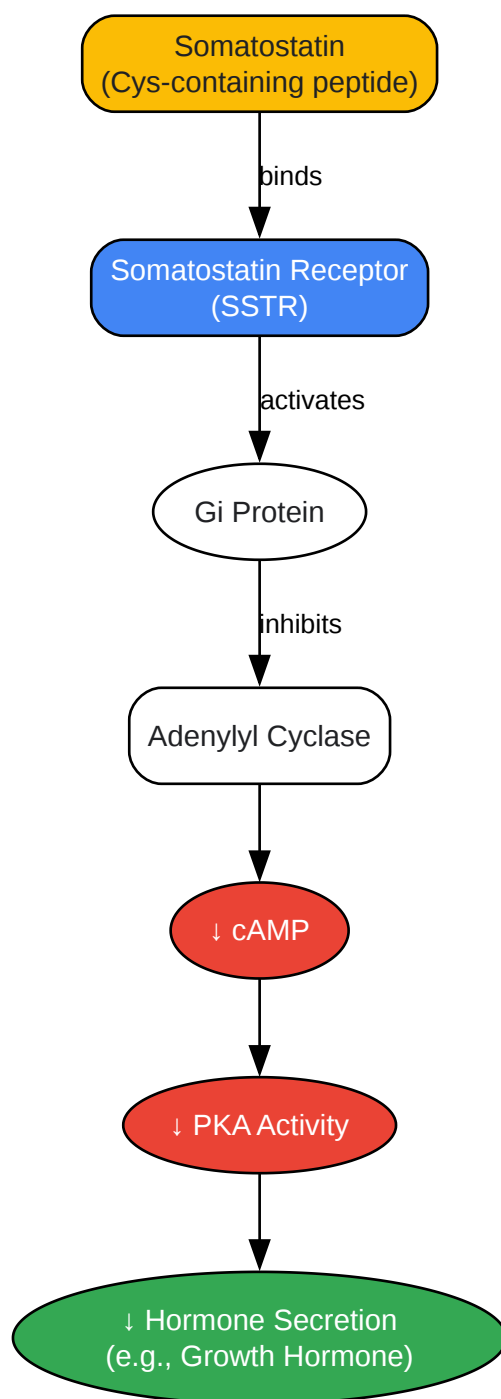 Somatostatin
(Cys-containing peptide)
binds
Somatostatin Receptor
(SSTR)
activates
Gi Protein
inhibits
Adenylyl Cyclase
↓ cAMP
↓ PKA Activity
↓ Hormone Secretion
(e.g., Growth Hormone)